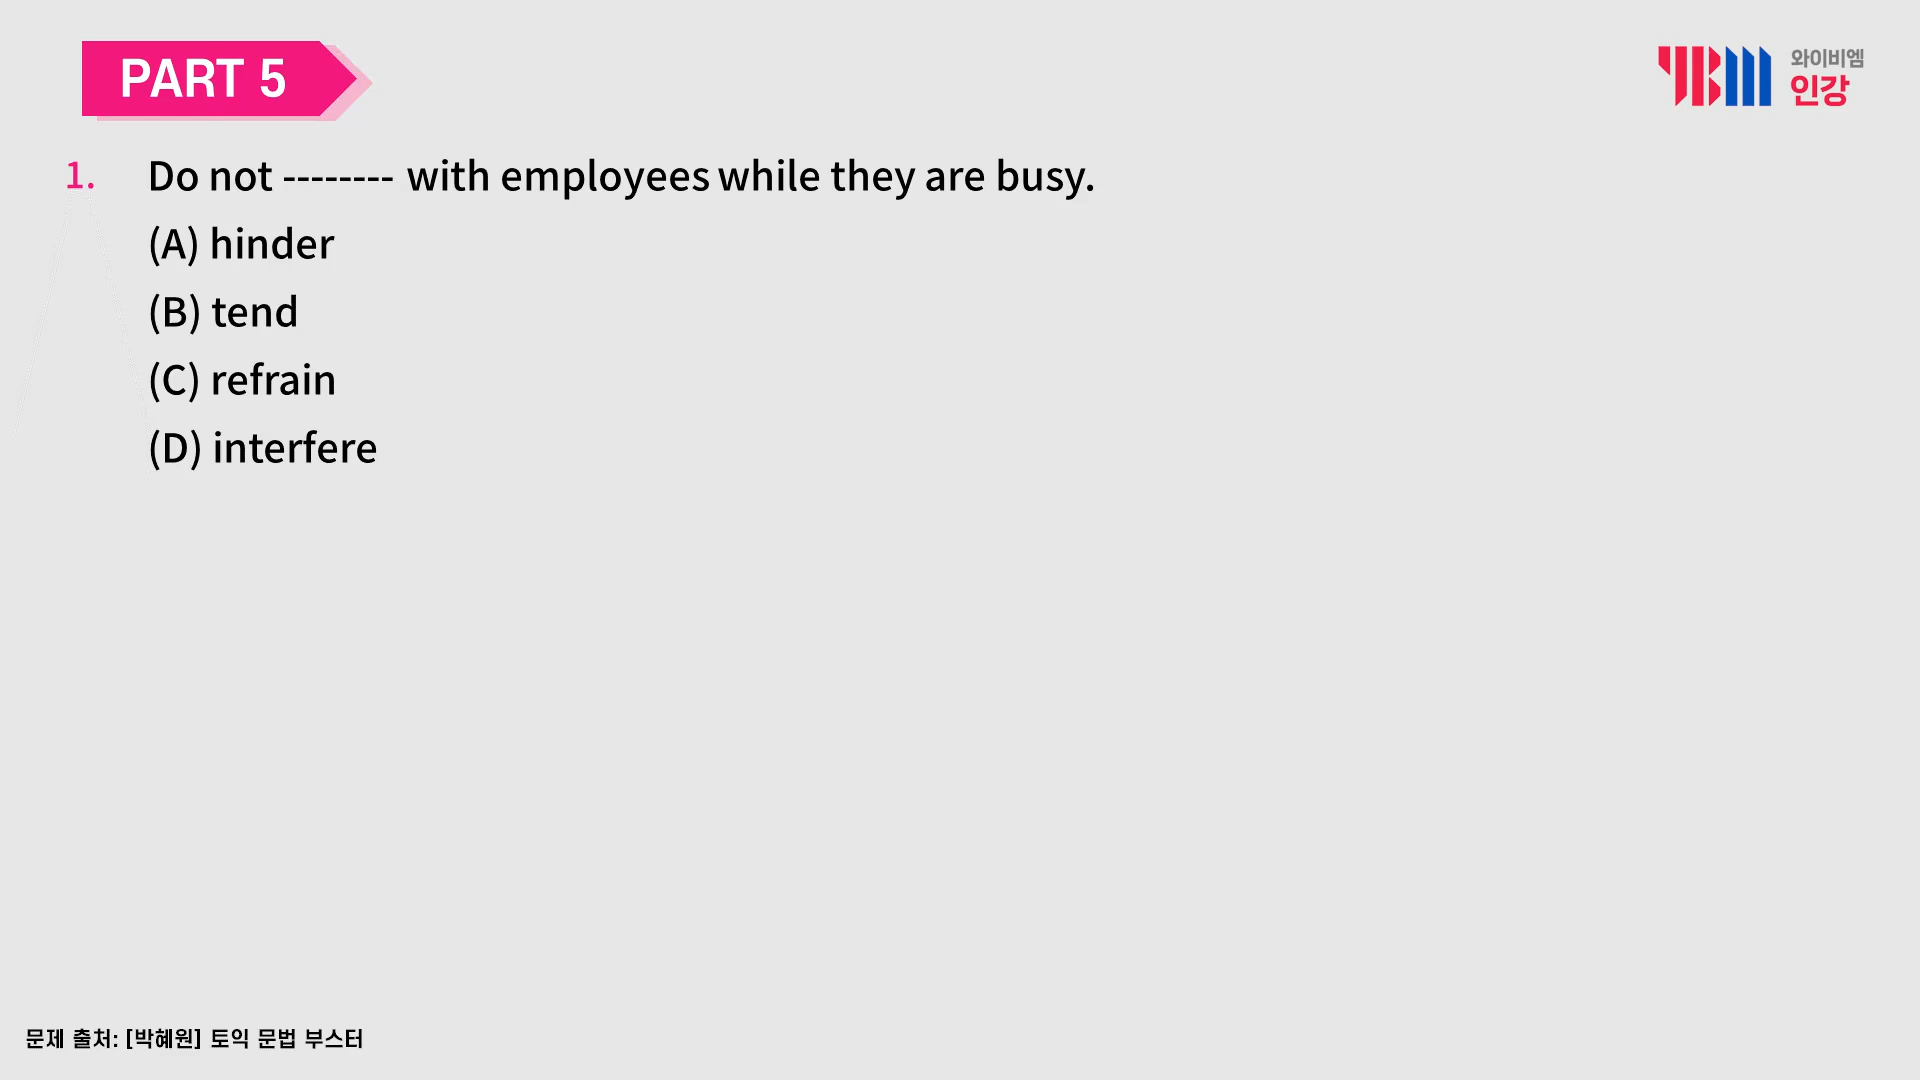 PART 5
YBM 와이비엠
인강
1. Do not -------- with employees while they are busy.
(A) hinder
(B) tend
(C) refrain
(D) interfere
문제 출처: [박혜원] 토익 문법 부스터